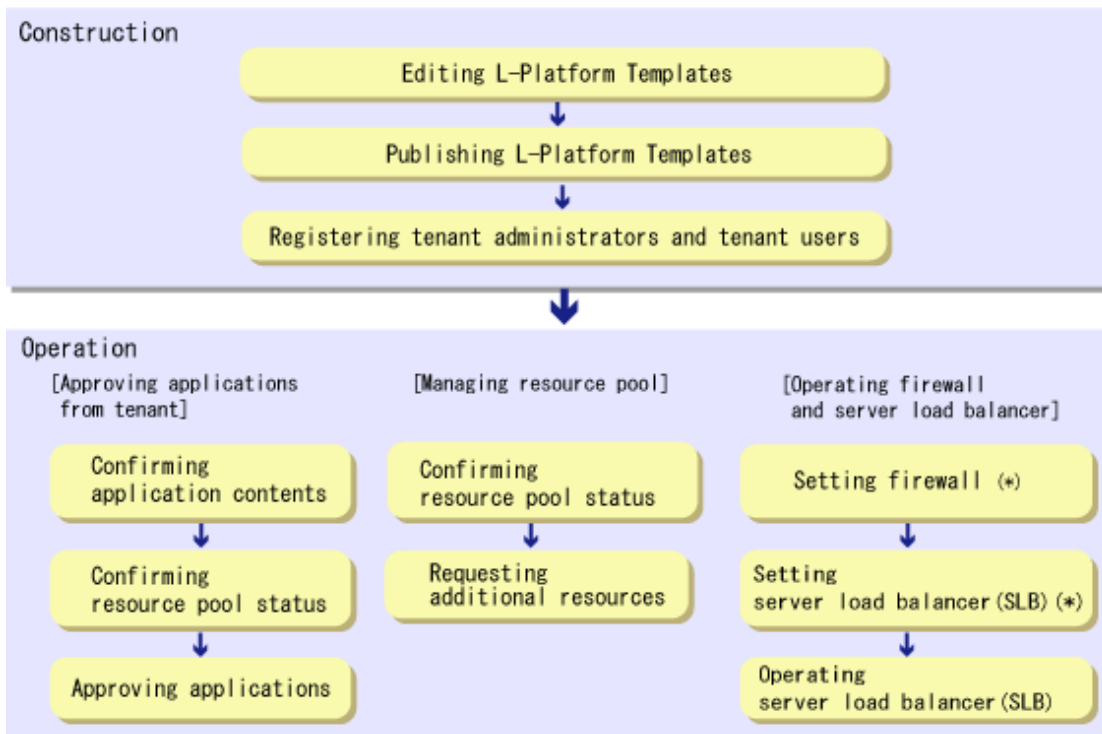 Construction
Editing L-Platform Templates
Publishing L-Platform Templates
Registering tenant administrators and tenant users
Operation
[Approving applications
from tenant]
Confirming
application contents
Confirming
resource pool status
Approving applications
[Managing resource pool]
Confirming
resource pool status
Requesting
additional resources
[Operating firewall
and server load balancer]
Setting firewall (*)
Setting
server load balancer(SLB)(*)
Operating
server load balancer(SLB)